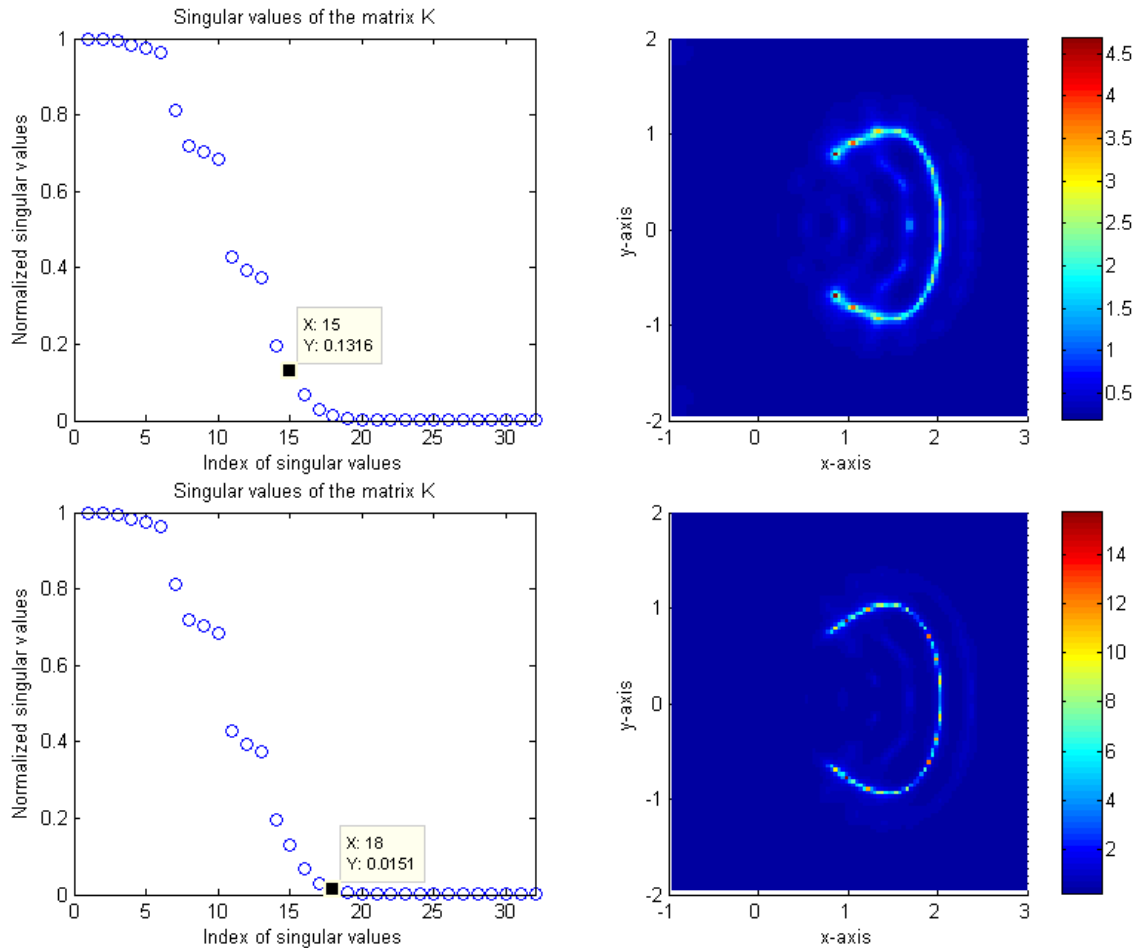 Singular values of the matrix K
Normalized singular values
1
0.8
0.6
0.4
0.2
0
X: 15
Y: 0.1316
0 5 10 15 20 25 30
Index of singular values
y-axis
2
1
0
-1
-2
-1 0 1 2 3
x-axis
4.5
4
3.5
3
2.5
2
1.5
1
0.5
Singular values of the matrix K
Normalized singular values
1
0.8
0.6
0.4
0.2
0
X: 18
Y: 0.0151
0 5 10 15 20 25 30
Index of singular values
y-axis
2
1
0
-1
-2
-1 0 1 2 3
x-axis
14
12
10
8
6
4
2